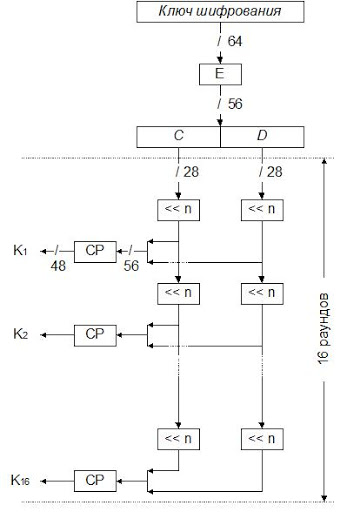 Ключ шифрования
/ 64
E
/ 56
C D
/ 28 / 28
<< n << n
K1 / 48 CP / 56
<< n << n
K2 CP
16 раундов
<< n << n
K16 CP